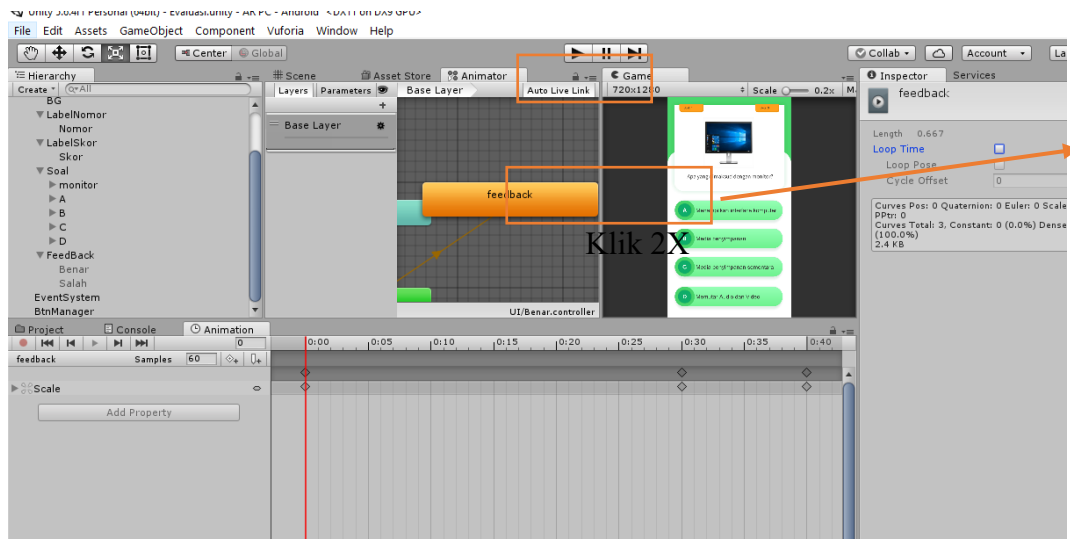 File Edit Assets GameObject Component Vuforia Window Help
Center Global
Collab Account La
Hierarchy
# Scene Asset Store Animator
Game
Inspector Services
Create All
Layers Parameters Base Layer Auto Live Link
720x1280 Scale 0.2x M
feedback
BG
LabelNomor
Nomor
LabelSkor
Skor
Soal
monitor
A
B
C
D
FeedBack
Benar
Salah
EventSystem
BtnManager
Base Layer
feedback
Klik 2X
UI/Benar.controller
A
B
C
D
Length 0.667
Loop Time
Loop Pose
Cycle Offset 0
Curves Pos: 0 Quaternion: 0 Euler: 0 Scale
PPtr: 0
Curves Total: 3, Constant: 0 (0.0%) Dense
(100.0%)
2.4 KB
Project Console Animation
0 0:00 0:05 0:10 0:15 0:20 0:25 0:30 0:35 0:40
feedback Samples 60
Scale
Add Property